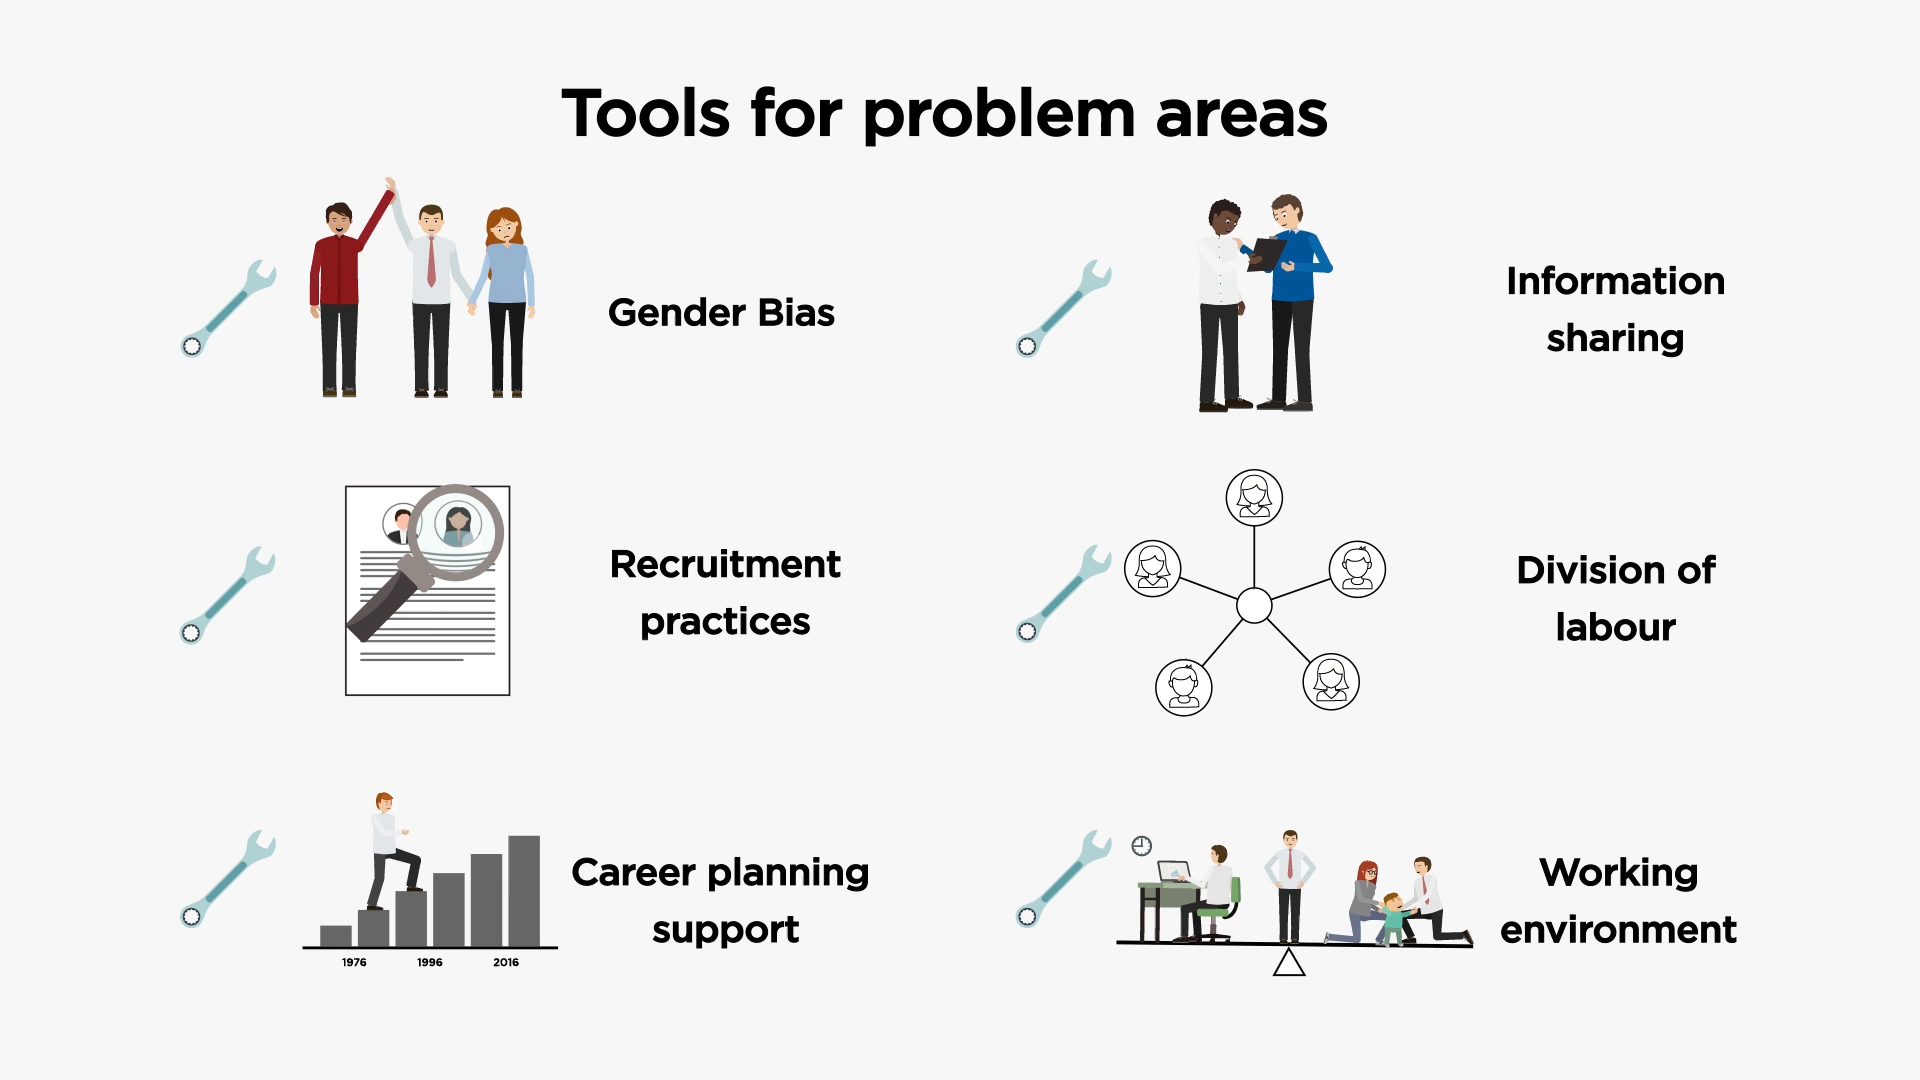 Tools for problem areas
Gender Bias
Information
sharing
Recruitment
practices
Division of
labour
Career planning
support
1976 1996 2016
Working
environment